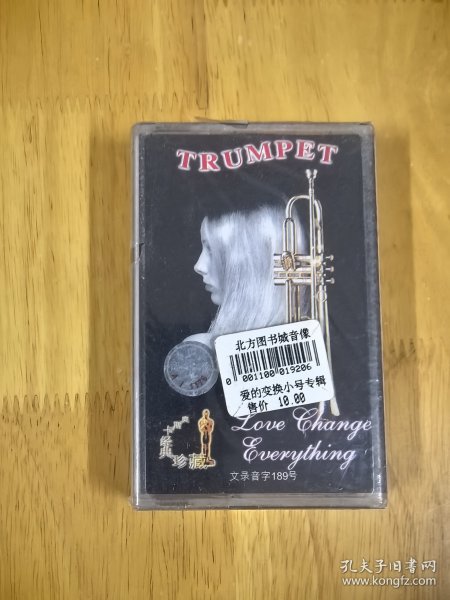 TRUMPET
北方图书城音像
0 001100 019206
爱的变换小号专辑
售价 10.00
Love Change
Everything
珍藏
文录音字189号
孔夫子旧书网
www.kongfz.com